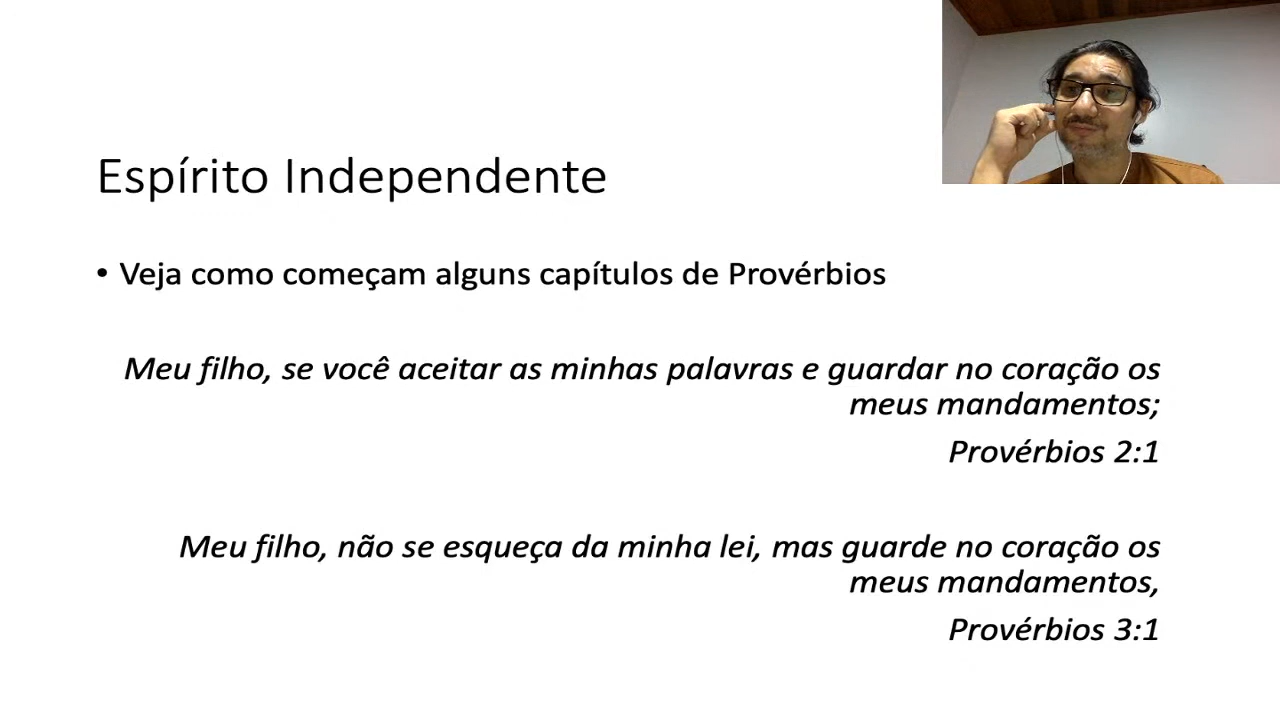 Espírito Independente
• Veja como começam alguns capítulos de Provérbios
Meu filho, se você aceitar as minhas palavras e guardar no coração os
meus mandamentos;
Provérbios 2:1
Meu filho, não se esqueça da minha lei, mas guarde no coração os
meus mandamentos,
Provérbios 3:1